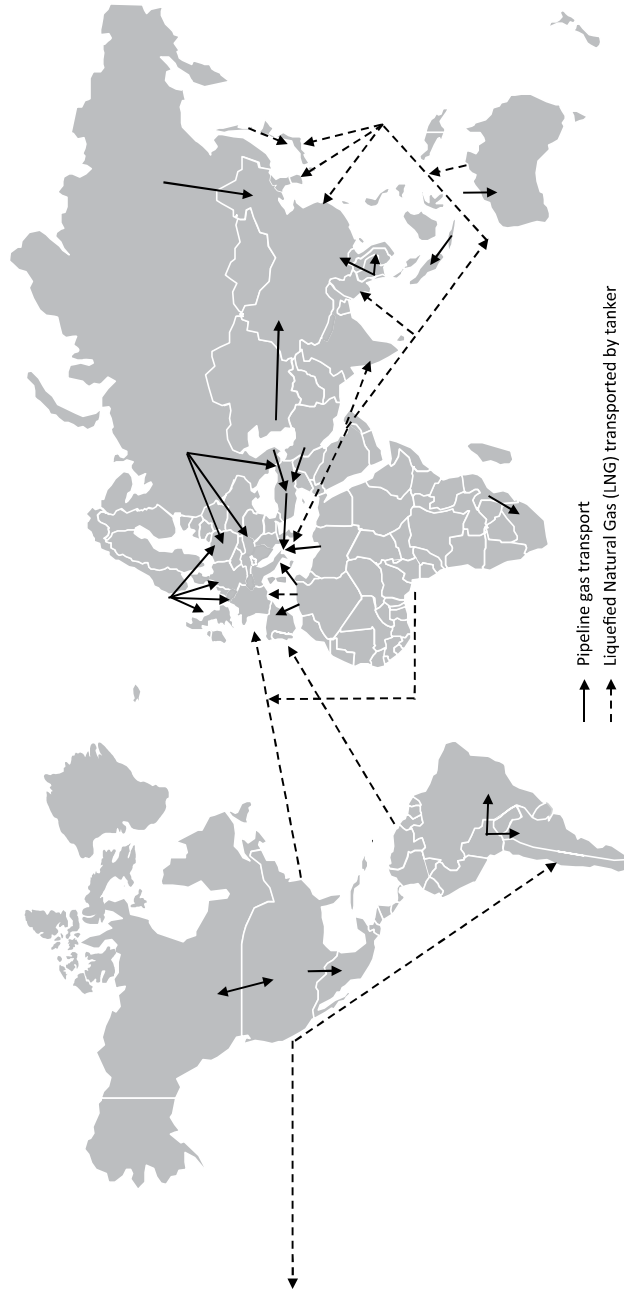 Pipeline gas transport
Liquefied Natural Gas (LNG) transported by tanker